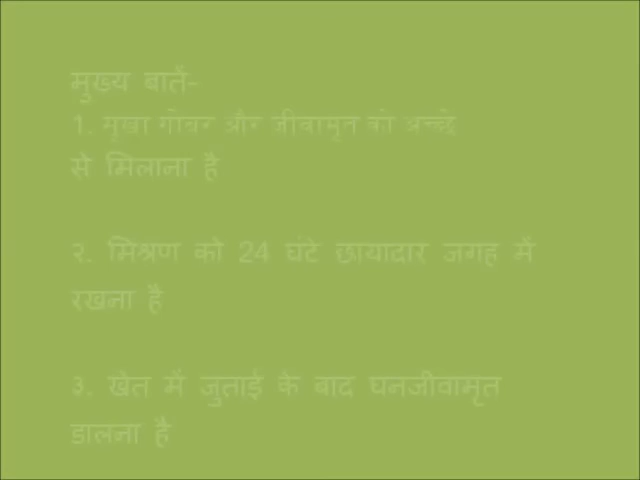 मुख्य बातें-
1. सूखा गोबर और जीवामृत को अच्छे
से मिलाना है
२. मिश्रण को 24 घंटे छायादार जगह में
रखना है
३. खेत में जुताई के बाद घनजीवामृत
डालना है